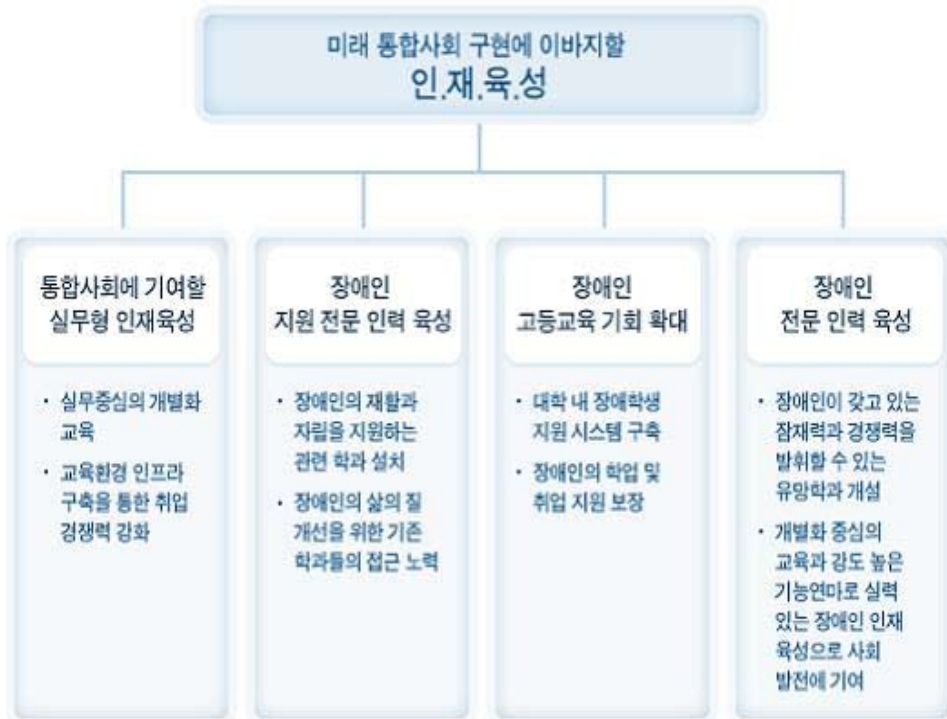 미래 통합사회 구현에 이바지할
인.재.육.성
통합사회에 기여할
실무형 인재육성
• 실무중심의 개별화
교육
• 교육환경 인프라
구축을 통한 취업
경쟁력 강화
장애인
지원 전문 인력 육성
• 장애인의 재활과
자립을 지원하는
관련 학과 설치
• 장애인의 삶의 질
개선을 위한 기존
학과들의 접근 노력
장애인
고등교육 기회 확대
• 대학 내 장애학생
지원 시스템 구축
• 장애인의 학업 및
취업 지원 보장
장애인
전문 인력 육성
• 장애인이 갖고 있는
잠재력과 경쟁력을
발휘할 수 있는
유망학과 개설
• 개별화 중심의
교육과 강도 높은
기능연마로 실력
있는 장애인 인재
육성으로 사회
발전에 기여